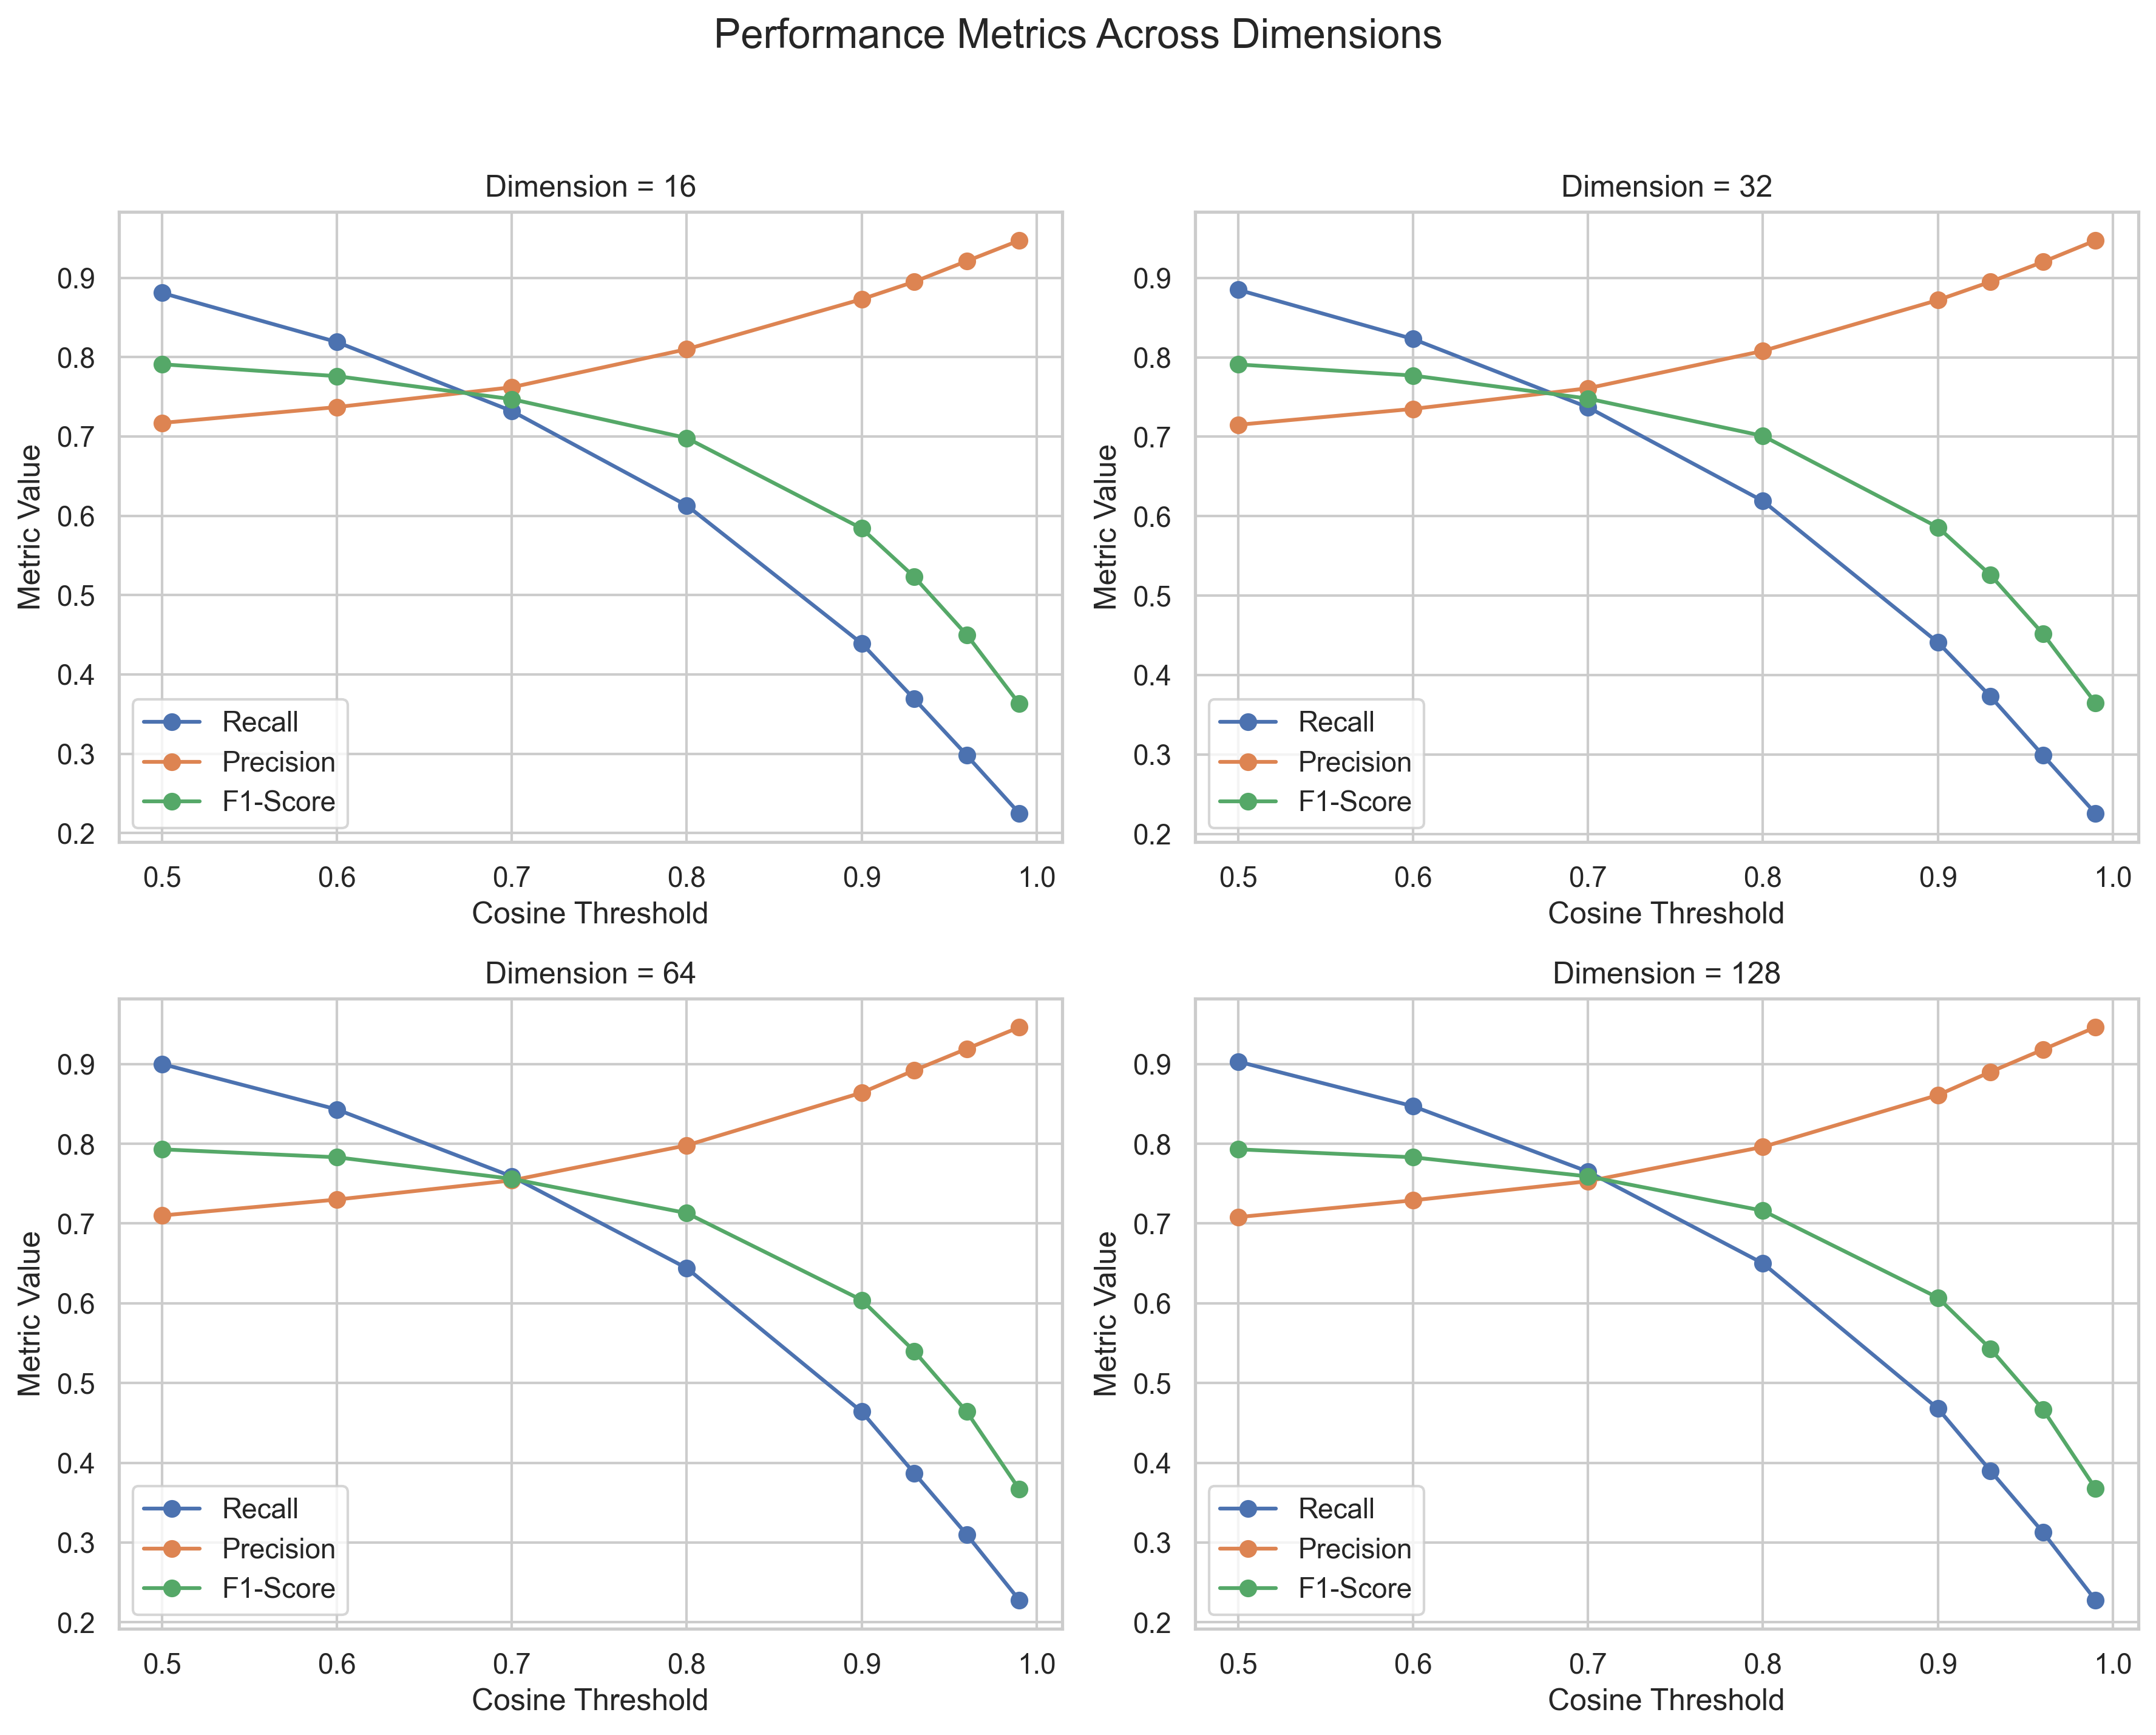 Performance Metrics Across Dimensions
Dimension = 16
Metric Value
0.9
0.8
0.7
0.6
0.5
0.4
0.3
0.2
Recall
Precision
F1-Score
0.5 0.6 0.7 0.8 0.9 1.0
Cosine Threshold
Dimension = 32
Metric Value
0.9
0.8
0.7
0.6
0.5
0.4
0.3
0.2
Recall
Precision
F1-Score
0.5 0.6 0.7 0.8 0.9 1.0
Cosine Threshold
Dimension = 64
Metric Value
0.9
0.8
0.7
0.6
0.5
0.4
0.3
0.2
Recall
Precision
F1-Score
0.5 0.6 0.7 0.8 0.9 1.0
Cosine Threshold
Dimension = 128
Metric Value
0.9
0.8
0.7
0.6
0.5
0.4
0.3
0.2
Recall
Precision
F1-Score
0.5 0.6 0.7 0.8 0.9 1.0
Cosine Threshold